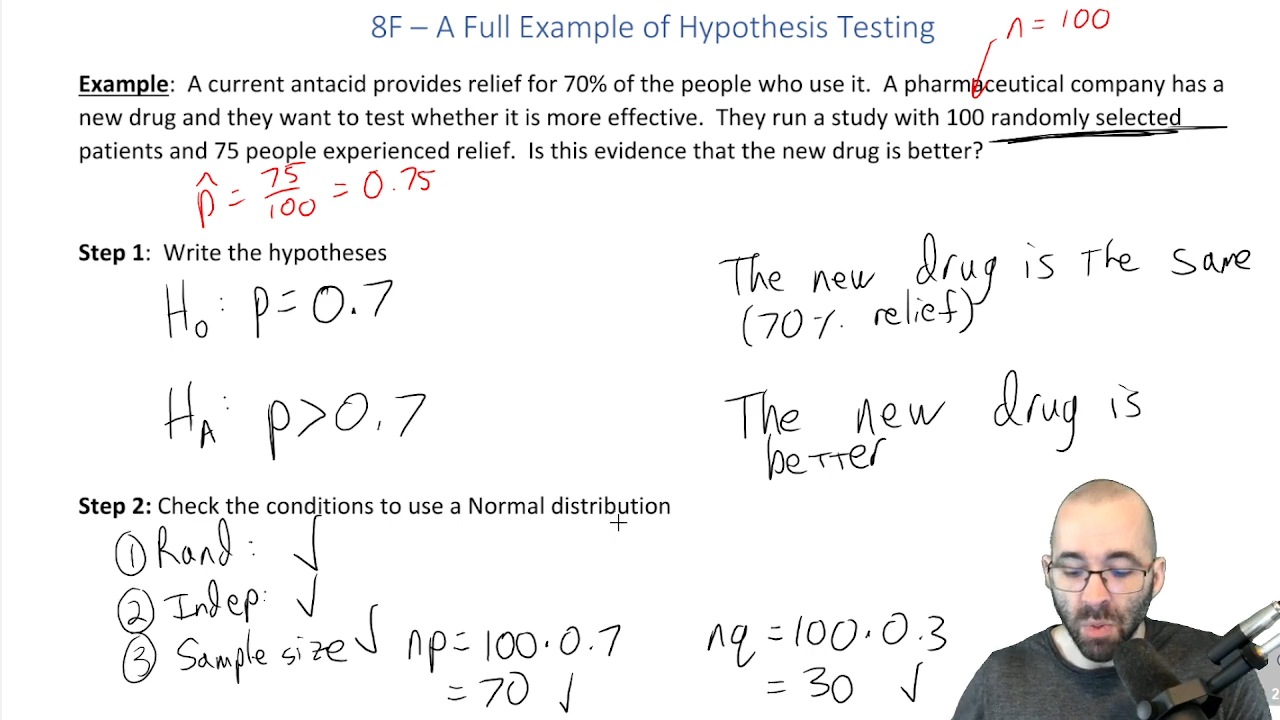 8F – A Full Example of Hypothesis Testing
n = 100
Example: A current antacid provides relief for 70% of the people who use it. A pharmaceutical company has a
new drug and they want to test whether it is more effective. They run a study with 100 randomly selected
patients and 75 people experienced relief. Is this evidence that the new drug is better?
p̂ = 75/100 = 0.75
Step 1: Write the hypotheses
H₀: p = 0.7
The new drug is the same
(70% relief)
H_A: p > 0.7
The new drug is
better
Step 2: Check the conditions to use a Normal distribution
① Rand: √
② Indep: √
③ Sample size √ np = 100·0.7 nq = 100·0.3
= 70 √ = 30 √
2